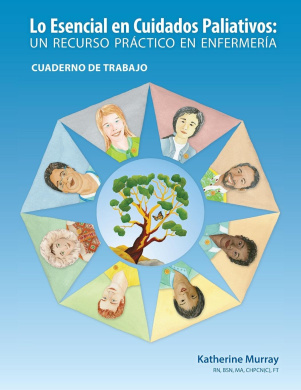 Lo Esencial en Cuidados Paliativos:
UN RECURSO PRÁCTICO EN ENFERMERÍA
CUADERNO DE TRABAJO
Katherine Murray
RN, BSN, MA, CHPCN(C), FT